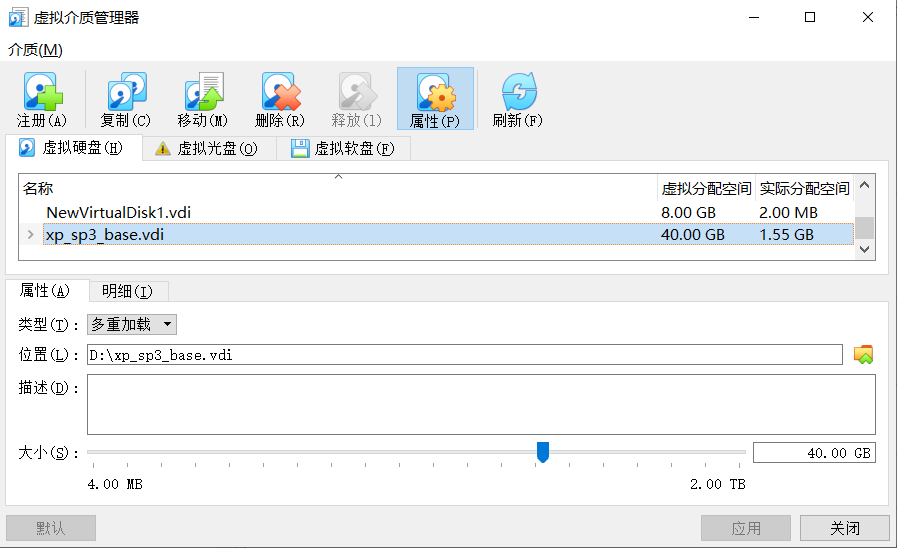 虚拟介质管理器
介质(M)
注册(A) 复制(C) 移动(M) 删除(R) 释放(l) 属性(P) 刷新(F)
虚拟硬盘(H) 虚拟光盘(O) 虚拟软盘(F)
名称 虚拟分配空间 实际分配空间
NewVirtualDisk1.vdi 8.00 GB 2.00 MB
xp_sp3_base.vdi 40.00 GB 1.55 GB
属性(A) 明细(I)
类型(T): 多重加载
位置(L): D:\xp_sp3_base.vdi
描述(D):
大小(S): 40.00 GB
4.00 MB 2.00 TB
默认 应用 关闭